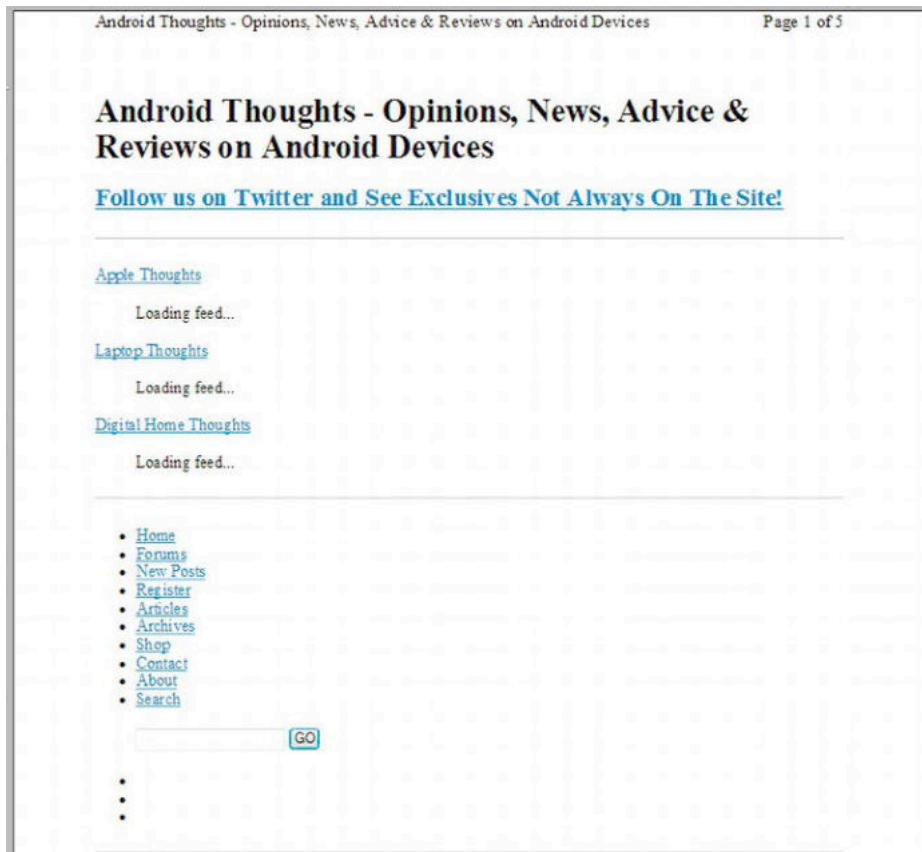 Android Thoughts - Opinions, News, Advice & Reviews on Android Devices Page 1 of 5
Android Thoughts - Opinions, News, Advice &
Reviews on Android Devices
Follow us on Twitter and See Exclusives Not Always On The Site!
Apple Thoughts
Loading feed...
Laptop Thoughts
Loading feed...
Digital Home Thoughts
Loading feed...
• Home
• Forums
• New Posts
• Register
• Articles
• Archives
• Shop
• Contact
• About
• Search
GO